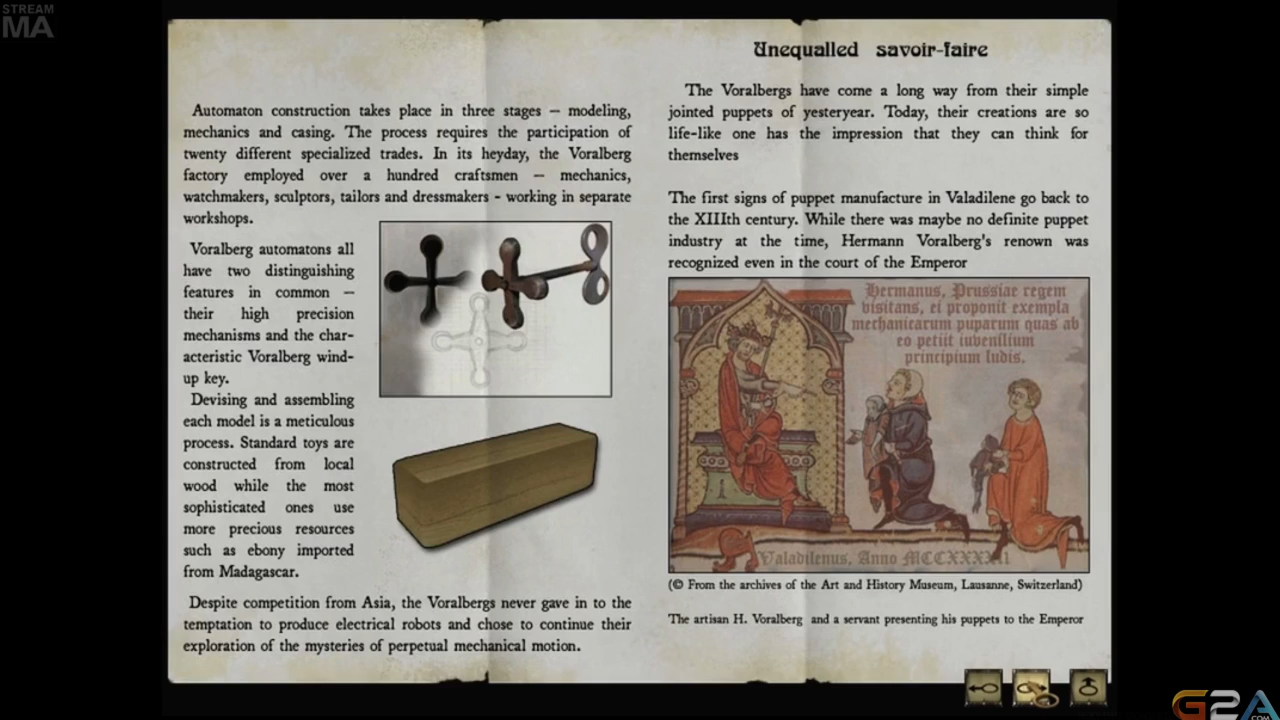 STREAM
MA
Automaton construction takes place in three stages – modeling,
mechanics and casing. The process requires the participation of
twenty different specialized trades. In its heyday, the Voralberg
factory employed over a hundred craftsmen – mechanics,
watchmakers, sculptors, tailors and dressmakers - working in separate
workshops.
Voralberg automatons all
have two distinguishing
features in common –
their high precision
mechanisms and the char-
acteristic Voralberg wind-
up key.
Devising and assembling
each model is a meticulous
process. Standard toys are
constructed from local
wood while the most
sophisticated ones use
more precious resources
such as ebony imported
from Madagascar.
Despite competition from Asia, the Voralbergs never gave in to the
temptation to produce electrical robots and chose to continue their
exploration of the mysteries of perpetual mechanical motion.
Unequalled savoir-faire
The Voralbergs have come a long way from their simple
jointed puppets of yesteryear. Today, their creations are so
life-like one has the impression that they can think for
themselves
The first signs of puppet manufacture in Valadilene go back to
the XIIIth century. While there was maybe no definite puppet
industry at the time, Hermann Voralberg's renown was
recognized even in the court of the Emperor
Hermanus, Prussiae regem
visitans, ei proponit exempla
mechanicarum puparum quas ab
eo petiit iuvenilium
principium ludis.
Valadilenus, Anno
(© From the archives of the Art and History Museum, Lausanne, Switzerland)
The artisan H. Voralberg and a servant presenting his puppets to the Emperor
G2A
.COM